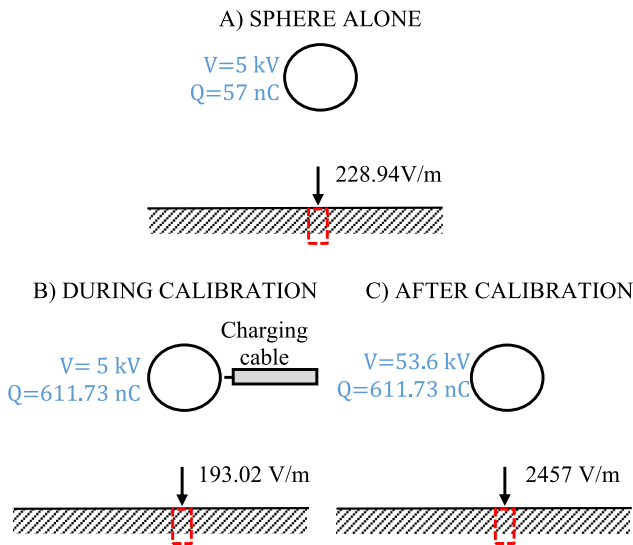 A) SPHERE ALONE
V=5 kV
Q=57 nC
228.94V/m
B) DURING CALIBRATION
Charging
cable
V= 5 kV
Q=611.73 nC
193.02 V/m
C) AFTER CALIBRATION
V=53.6 kV
Q=611.73 nC
2457 V/m